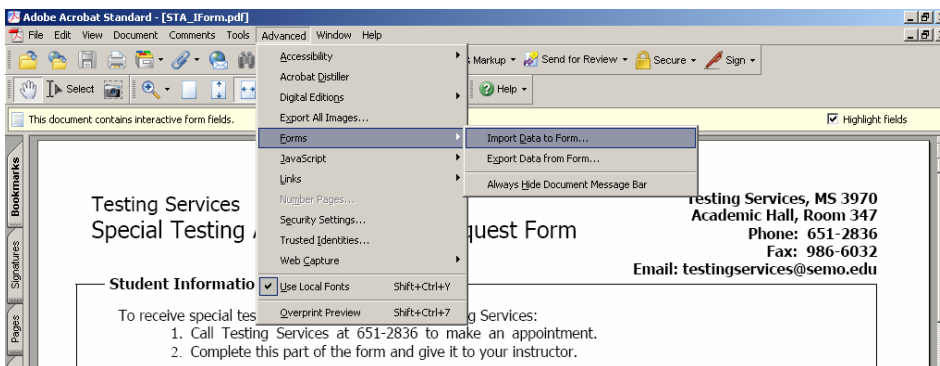 Adobe Acrobat Standard - [STA_IForm.pdf]
File Edit View Document Comments Tools Advanced Window Help
Markup Send for Review Secure Sign
Select Help
This document contains interactive form fields. Highlight fields
Accessibility
Acrobat Distiller
Digital Editions
Export All Images...
Forms
JavaScript
Links
Number Pages...
Security Settings...
Trusted Identities...
Web Capture
Use Local Fonts Shift+Ctrl+Y
Overprint Preview Shift+Ctrl+7
Import Data to Form...
Export Data from Form...
Always Hide Document Message Bar
Bookmarks
Signatures
Pages
Testing Services
Special Testing A quest Form
Testing Services, MS 3970
Academic Hall, Room 347
Phone: 651-2836
Fax: 986-6032
Email: testingservices@semo.edu
Student Informatio
To receive special tes g Services:
1. Call Testing Services at 651-2836 to make an appointment.
2. Complete this part of the form and give it to your instructor.